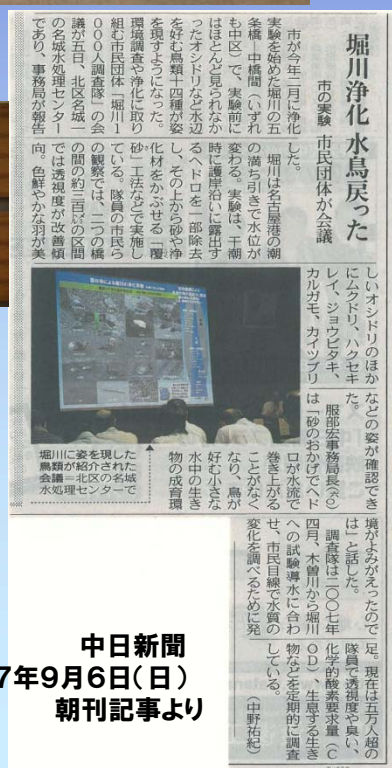 堀川浄化 水鳥戻った
市の実験 市民団体が会議
市が今年二月に浄化
実験を始めた堀川の五
条橋―中橋間(いずれ
も中区)で、実験前に
はほとんど見られなか
ったオシドリなど水辺
を好む鳥類十四種が姿
を現すようになった。
環境調査や浄化に取り
組む市民団体「堀川1
000人調査隊」の会
議が五日、北区名城一
の名城水処理センター
であり、事務局が報告
した。
堀川は名古屋港の潮
の満ち引きで水位が
変わる。実験は、干潮
時に護岸沿いに露出す
るヘドロを一部除去
し、その上から砂や浄
化材をかぶせる「覆
砂」工法などで実施し
ている。隊員の市民ら
の観察では、二つの橋
の間の約 百㍍の区間
では透視度が改善傾
向。色鮮やかな羽が美
しいオシドリのほか
にムクドリ、ハクセキ
レイ、ジョウビタキ、
カルガモ、カイツブリ
などの姿が確認でき
た。
服部宏事務局長
は「砂のおかげでヘド
ロが水流で
巻き上がる
ことがなく
なり、鳥が
好む小さな
水中の生き
物の成育環
境がよみがえったので
は」と話した。
調査隊は二〇〇七年
四月、木曽川から堀川
への試験導水に合わ
せ、市民目線で水質の
変化を調べるために発
足。現在は五万人超の
隊員で透視度や臭い、
化学的酸素要求量(C
OD)、生息する生き
物などを定期的に調査
している。
(中野祐紀)
堀川に姿を現した
鳥類が紹介された
会議=北区の名城
水処理センターで
中日新聞
7年9月6日(日)
朝刊記事より